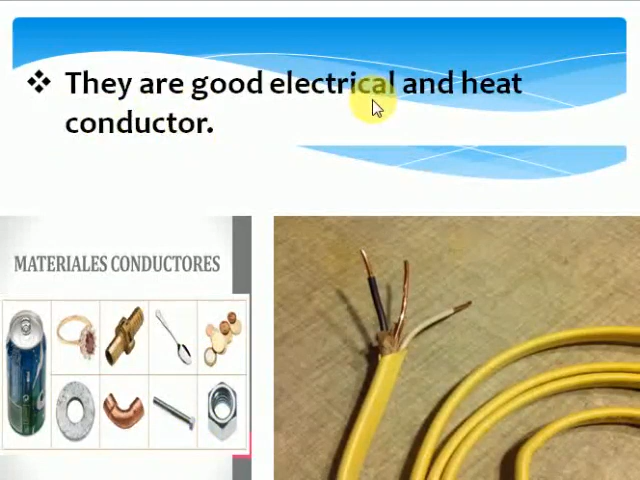 ❖ They are good electrical and heat
conductor.
MATERIALES CONDUCTORES